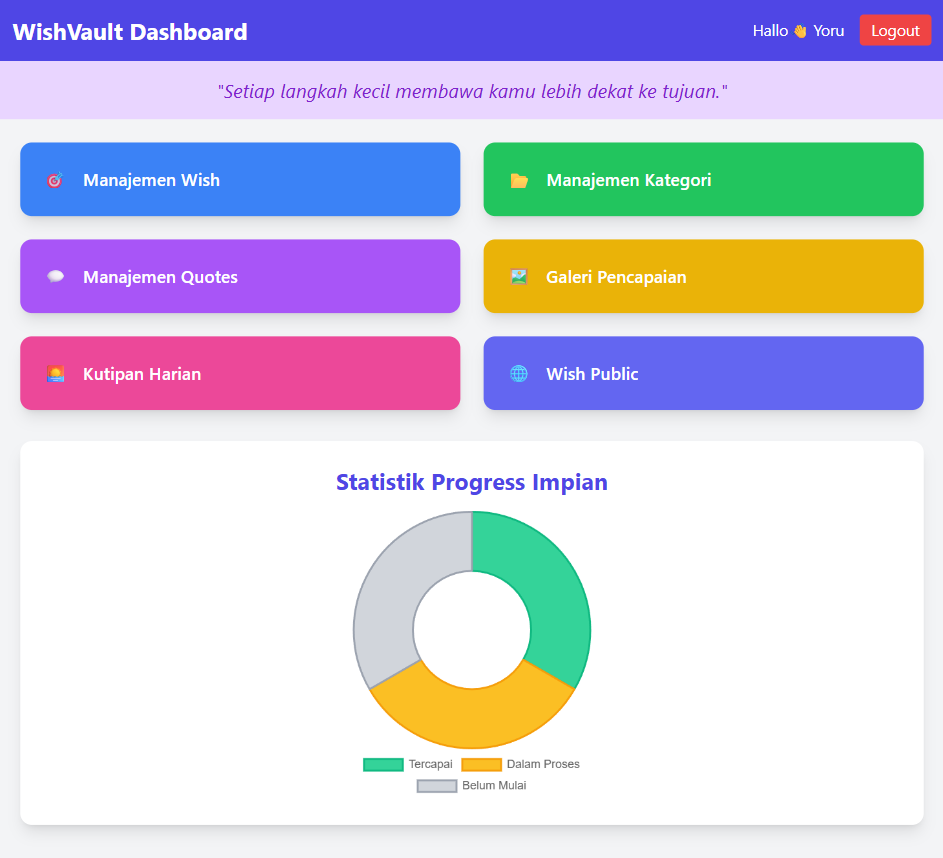 WishVault Dashboard
Hallo 👋 Yoru
Logout
"Setiap langkah kecil membawa kamu lebih dekat ke tujuan."
Manajemen Wish
Manajemen Kategori
Manajemen Quotes
Galeri Pencapaian
Kutipan Harian
Wish Public
Statistik Progress Impian
Tercapai
Dalam Proses
Belum Mulai